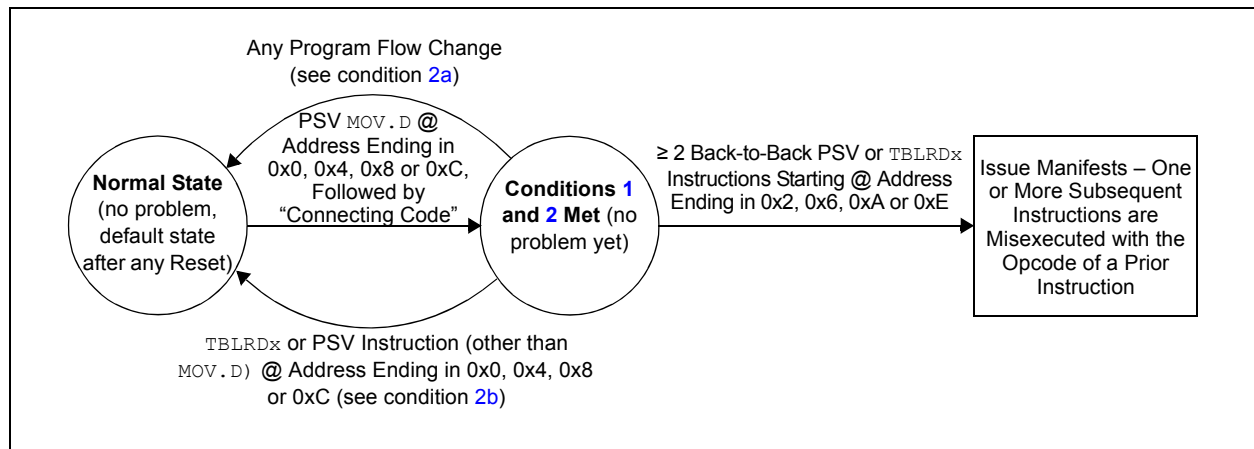 Any Program Flow Change
(see condition 2a)
PSV MOV.D @
Address Ending in
0x0, 0x4, 0x8 or 0xC,
Followed by
“Connecting Code”
Normal State
(no problem,
default state
after any Reset)
Conditions 1
and 2 Met (no
problem yet)
≥ 2 Back-to-Back PSV or TBLRDx
Instructions Starting @ Address
Ending in 0x2, 0x6, 0xA or 0xE
Issue Manifests – One
or More Subsequent
Instructions are
Misexecuted with the
Opcode of a Prior
Instruction
TBLRDx or PSV Instruction (other than
MOV.D) @ Address Ending in 0x0, 0x4, 0x8
or 0xC (see condition 2b)